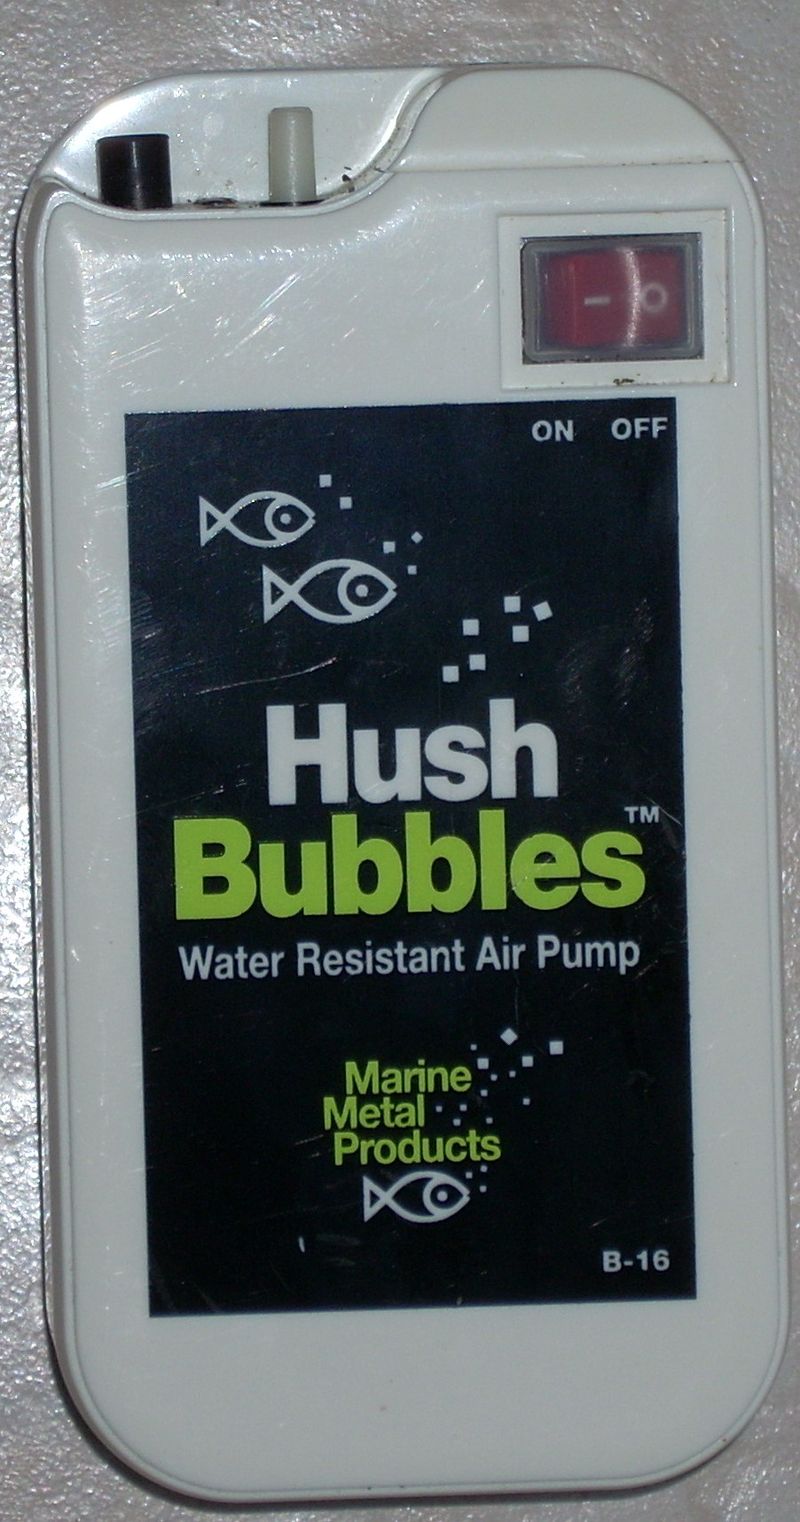 ON OFF
Hush
Bubbles™
Water Resistant Air Pump
Marine
Metal
Products
B-16